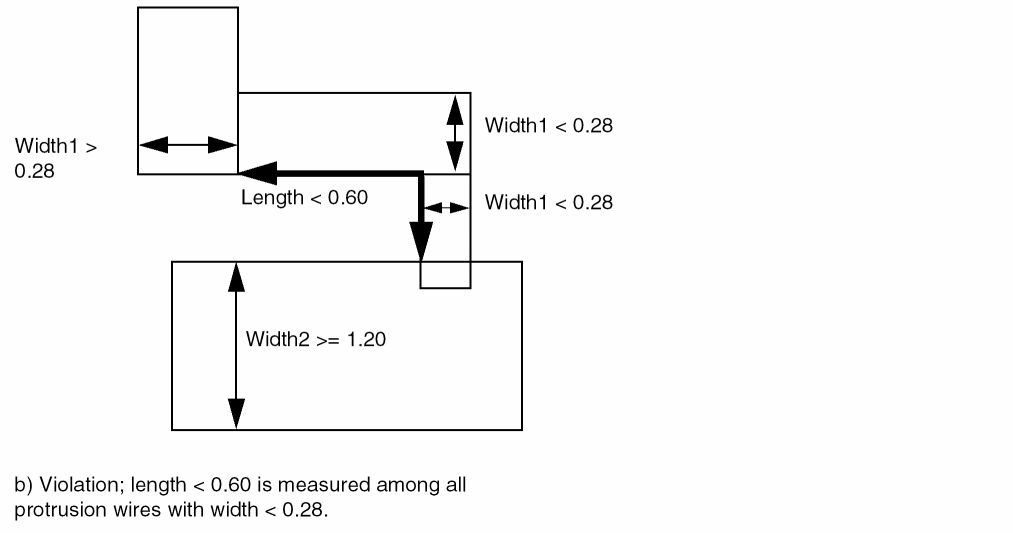 Width1 < 0.28
Width1 >
0.28
Length < 0.60
Width1 < 0.28
Width2 >= 1.20
b) Violation; length < 0.60 is measured among all
protrusion wires with width < 0.28.